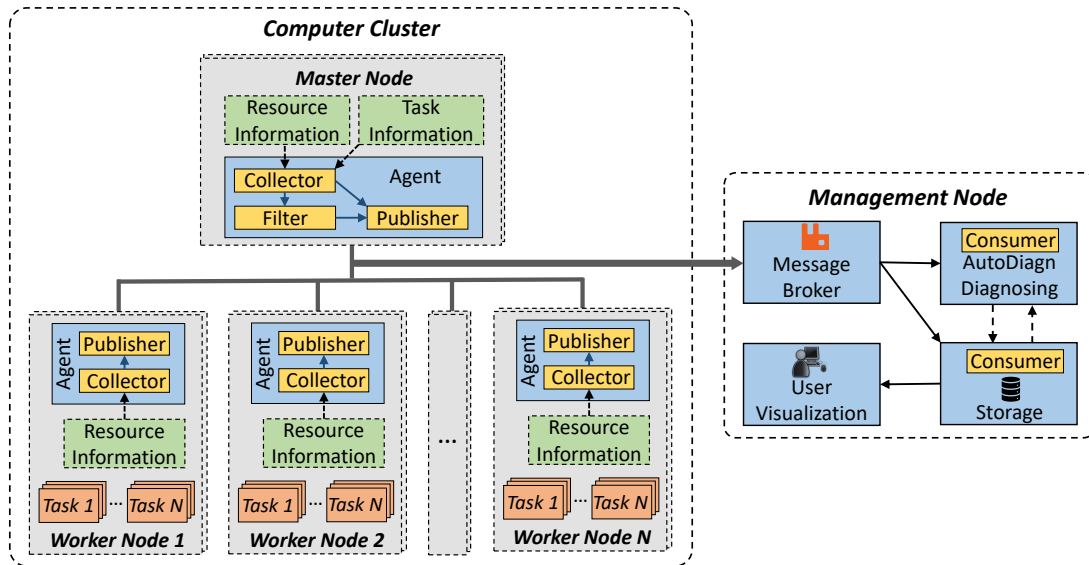 Computer Cluster
Master Node
Resource
Information
Task
Information
Agent
Collector
Filter
Publisher
Management Node
Message
Broker
Consumer
AutoDiagn
Diagnosing
User
Visualization
Consumer
Storage
Agent
Publisher
Collector
Resource
Information
Task 1
...
Task N
Worker Node 1
Agent
Publisher
Collector
Resource
Information
Task 1
...
Task N
Worker Node 2
...
Agent
Publisher
Collector
Resource
Information
Task 1
...
Task N
Worker Node N